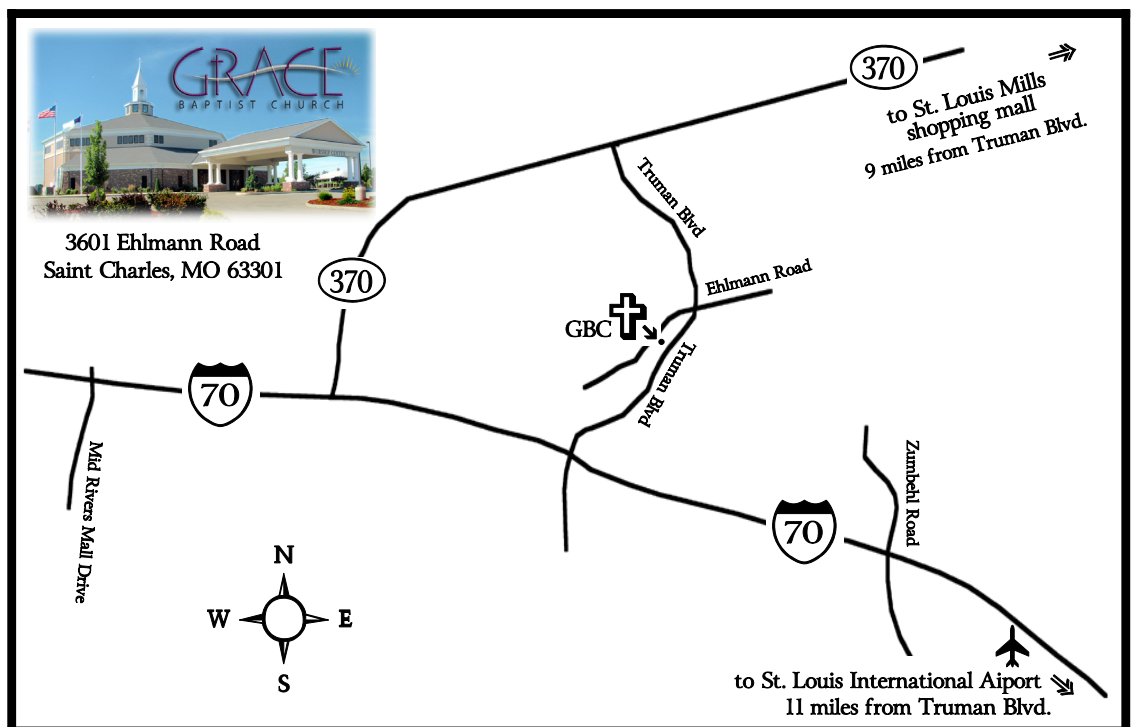 GRACE
BAPTIST CHURCH
3601 Ehlmann Road
Saint Charles, MO 63301
370
to St. Louis Mills
shopping mall
9 miles from Truman Blvd.
Truman Blvd
370
Ehlmann Road
GBC
Truman Blvd
70
Mid Rivers Mall Drive
Zumbehl Road
70
N
W
E
S
to St. Louis International Aiport
11 miles from Truman Blvd.